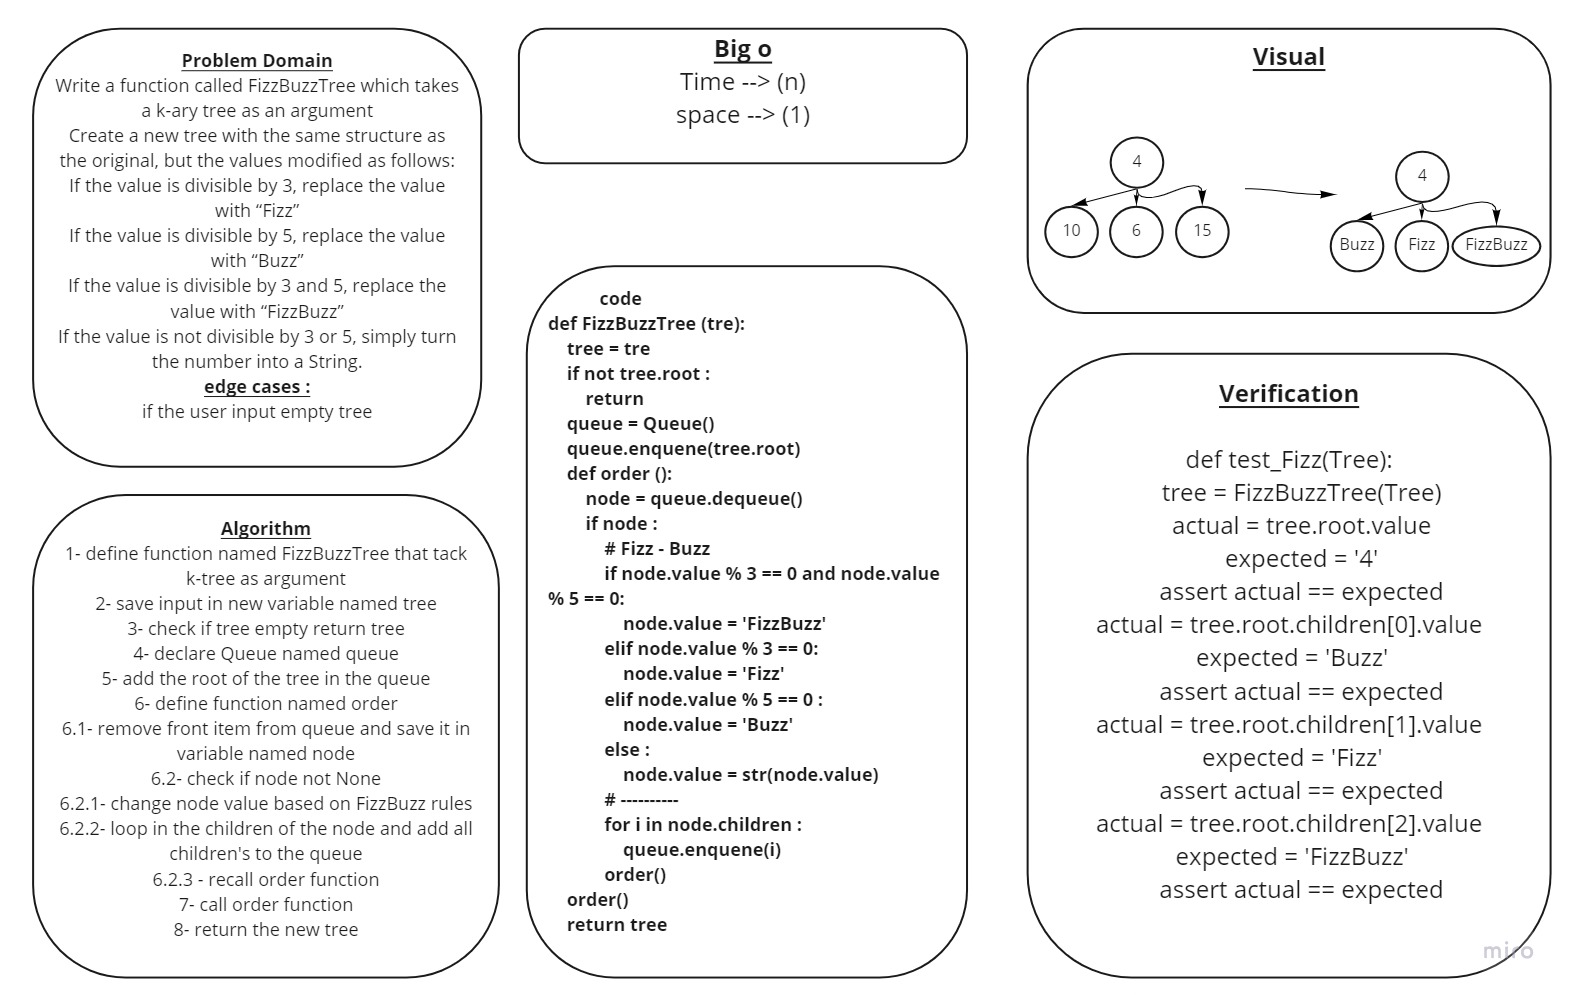 Problem Domain
Write a function called FizzBuzzTree which takes
a k-ary tree as an argument
Create a new tree with the same structure as
the original, but the values modified as follows:
If the value is divisible by 3, replace the value
with “Fizz”
If the value is divisible by 5, replace the value
with “Buzz”
If the value is divisible by 3 and 5, replace the
value with “FizzBuzz”
If the value is not divisible by 3 or 5, simply turn
the number into a String.
edge cases :
if the user input empty tree
Algorithm
1- define function named FizzBuzzTree that tack
k-tree as argument
2- save input in new variable named tree
3- check if tree empty return tree
4- declare Queue named queue
5- add the root of the tree in the queue
6- define function named order
6.1- remove front item from queue and save it in
variable named node
6.2- check if node not None
6.2.1- change node value based on FizzBuzz rules
6.2.2- loop in the children of the node and add all
children's to the queue
6.2.3 - recall order function
7- call order function
8- return the new tree
Big o
Time --> (n)
space --> (1)
code
def FizzBuzzTree (tre):
tree = tre
if not tree.root :
return
queue = Queue()
queue.enquene(tree.root)
def order ():
node = queue.dequeue()
if node :
# Fizz - Buzz
if node.value % 3 == 0 and node.value
% 5 == 0:
node.value = 'FizzBuzz'
elif node.value % 3 == 0:
node.value = 'Fizz'
elif node.value % 5 == 0 :
node.value = 'Buzz'
else :
node.value = str(node.value)
# ----------
for i in node.children :
queue.enquene(i)
order()
order()
return tree
Visual
4
10
6
15
4
Buzz
Fizz
FizzBuzz
Verification
def test_Fizz(Tree):
tree = FizzBuzzTree(Tree)
actual = tree.root.value
expected = '4'
assert actual == expected
actual = tree.root.children[0].value
expected = 'Buzz'
assert actual == expected
actual = tree.root.children[1].value
expected = 'Fizz'
assert actual == expected
actual = tree.root.children[2].value
expected = 'FizzBuzz'
assert actual == expected
miro